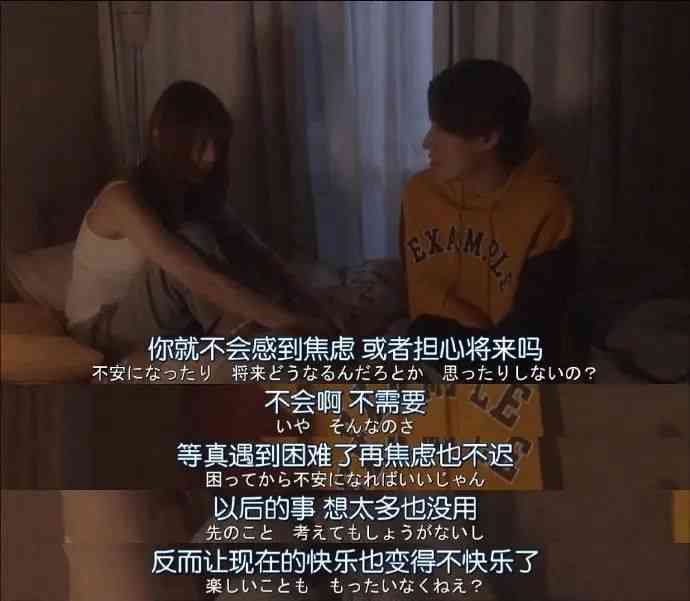 EXAMPLE
你就不会感到焦虑 或者担心将来吗
不安になったり 将来どうなるんだろとか 思ったりしないの？
不会啊 不需要
いや そんなのさ
等真遇到困难了再焦虑也不迟
困ってから不安になればいいじゃん
以后的事 想太多也没用
先のこと 考えてもしょうがないし
反而让现在的快乐也变得不快乐了
楽しいことも もったいなくねえ？